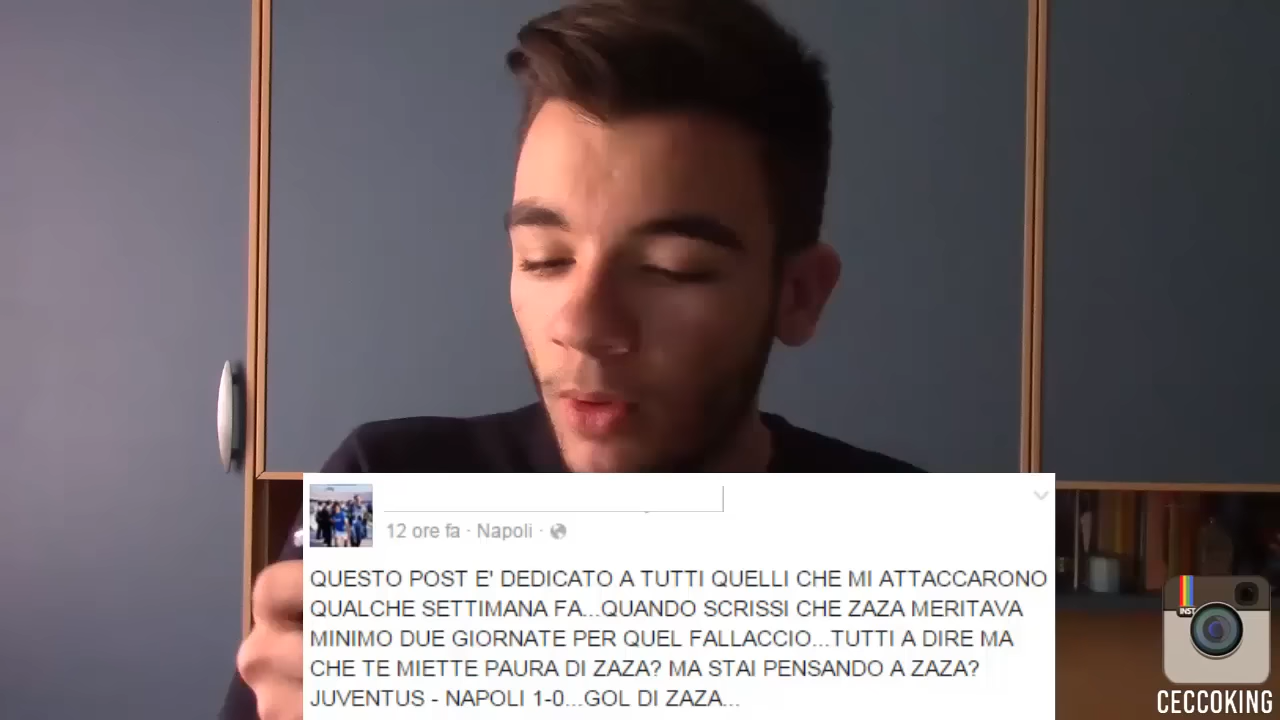 12 ore fa · Napoli ·
QUESTO POST E' DEDICATO A TUTTI QUELLI CHE MI ATTACCARONO
QUALCHE SETTIMANA FA...QUANDO SCRISSI CHE ZAZA MERITAVA
MINIMO DUE GIORNATE PER QUEL FALLACCIO...TUTTI A DIRE MA
CHE TE MIETTE PAURA DI ZAZA? MA STAI PENSANDO A ZAZA?
JUVENTUS - NAPOLI 1-0...GOL DI ZAZA...
INST
CECCOKING